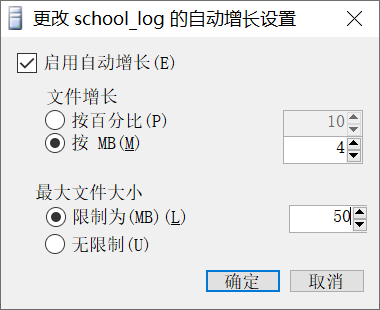 更改 school_log 的自动增长设置
启用自动增长(E)
文件增长
按百分比(P)
10
按 MB(M)
4
最大文件大小
限制为(MB)(L)
50
无限制(U)
确定
取消